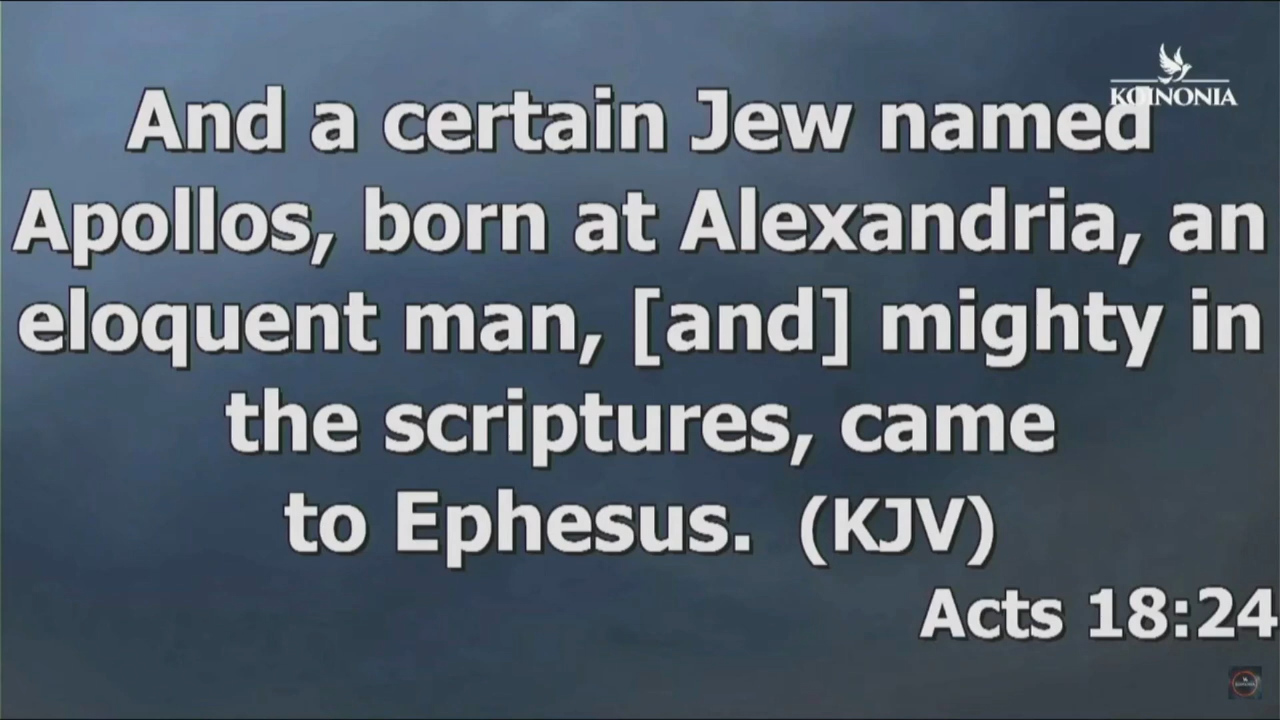 KOINONIA
And a certain Jew named
Apollos, born at Alexandria, an
eloquent man, [and] mighty in
the scriptures, came
to Ephesus. (KJV)
Acts 18:24